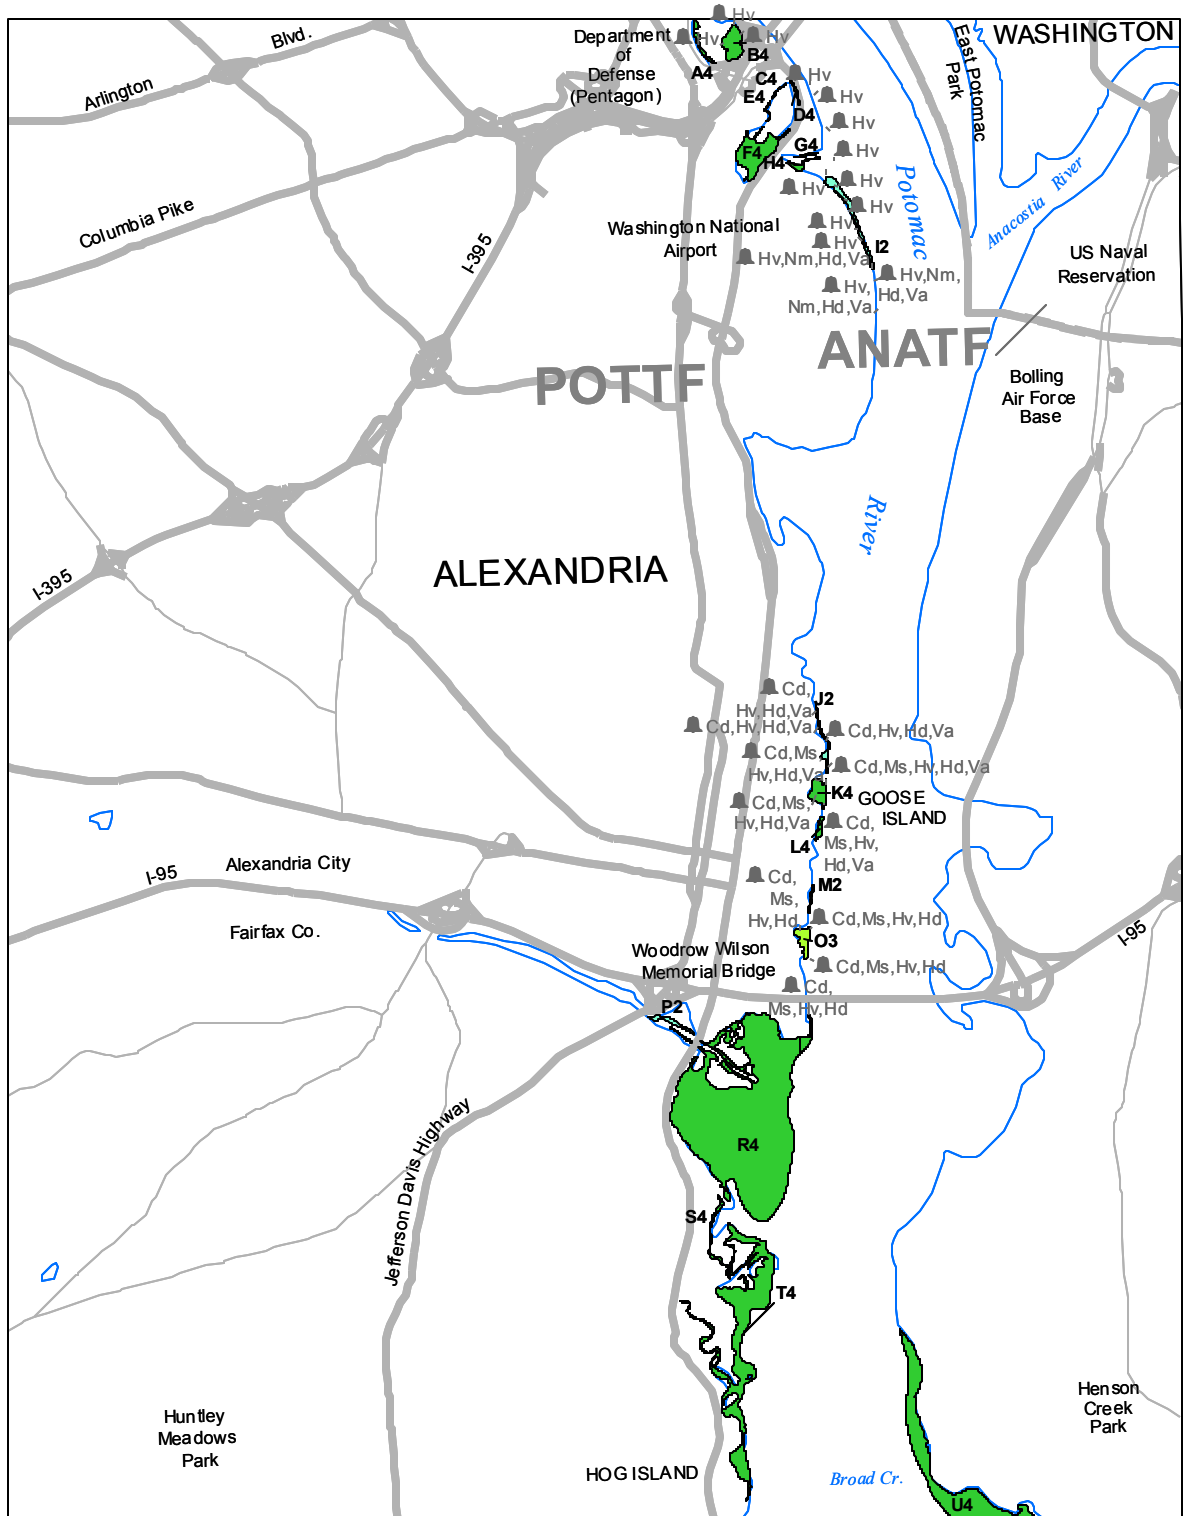 WASHINGTON
Hv
Hv
Hv
Blvd.
Department
of
Defense
(Pentagon)
A4
B4
East Potomac
Park
Arlington
C4
Hv
E4
Hv
D4
Hv
G4
Hv
F4
H4
Hv
Hv
Hv
Potomac
Anacostia River
Columbia Pike
Washington National
Airport
Hv
Hv
I2
I-395
Hv,Nm,Hd,Va
Hv,Nm,
Hd,Va
Hv,
Nm,Hd,Va
US Naval
Reservation
ANATF
POTTF
Bolling
Air Force
Base
River
ALEXANDRIA
I-395
Cd,
Hv,Hd,Va
J2
Cd,Hv,Hd,Va
Cd,Hv,Hd,Va
Cd,Ms,
Hv,Hd,Va
Cd,Ms,Hv,Hd,Va
K4
GOOSE
ISLAND
Cd,Ms,
Hv,Hd,Va
Cd,
Ms,Hv,
Hd,Va
L4
Alexandria City
I-95
Cd,
Ms,
Hv,Hd
M2
Cd,Ms,Hv,Hd
Fairfax Co.
O3
I-95
Woodrow Wilson
Memorial Bridge
Cd,Ms,Hv,Hd
Cd,
Ms,Hv,Hd
P2
R4
Jefferson Davis Highway
S4
T4
Henson
Creek
Park
Huntley
Meadows
Park
HOG ISLAND
Broad Cr.
U4